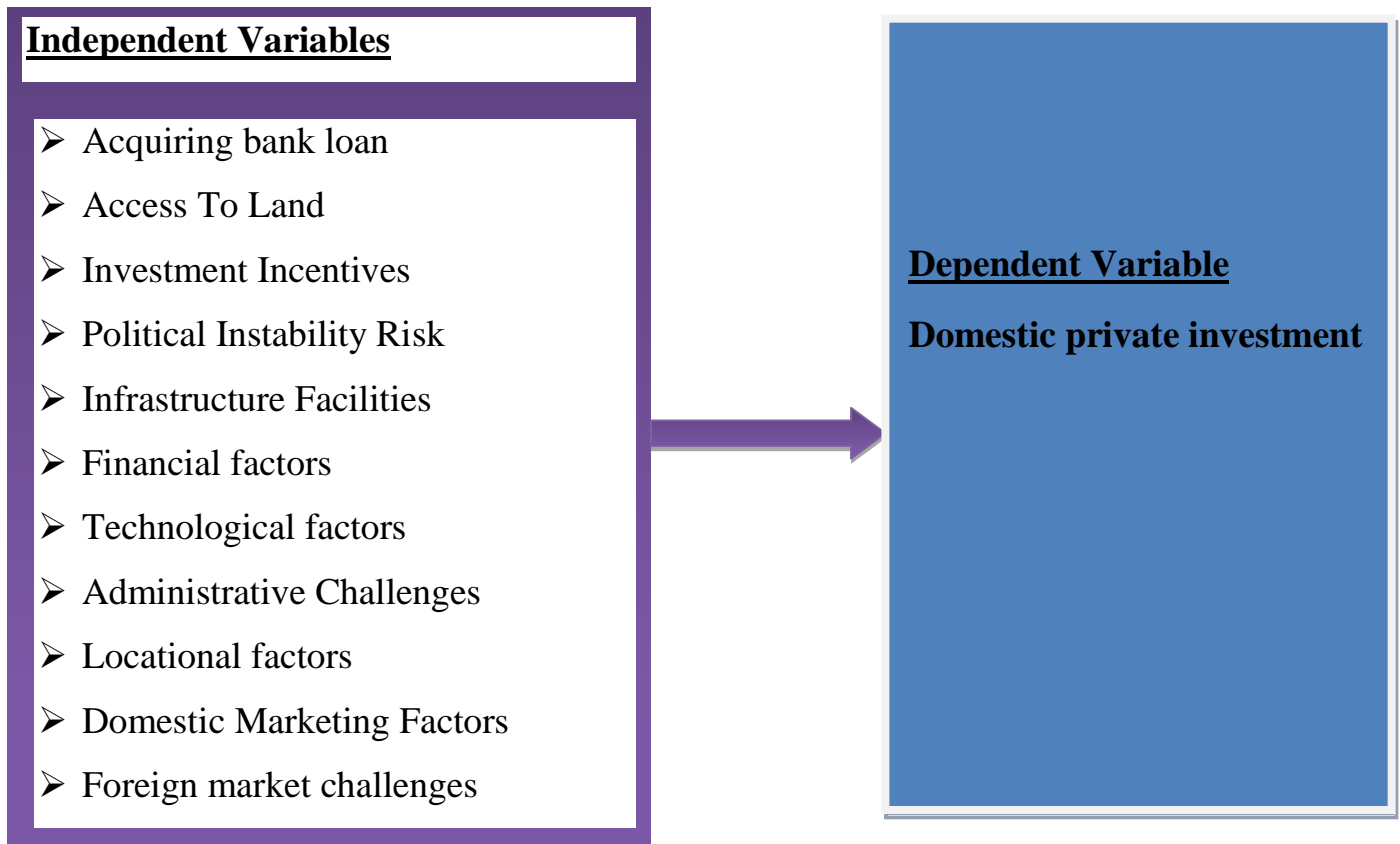 Independent Variables
➢ Acquiring bank loan
➢ Access To Land
➢ Investment Incentives
➢ Political Instability Risk
➢ Infrastructure Facilities
➢ Financial factors
➢ Technological factors
➢ Administrative Challenges
➢ Locational factors
➢ Domestic Marketing Factors
➢ Foreign market challenges
Dependent Variable
Domestic private investment